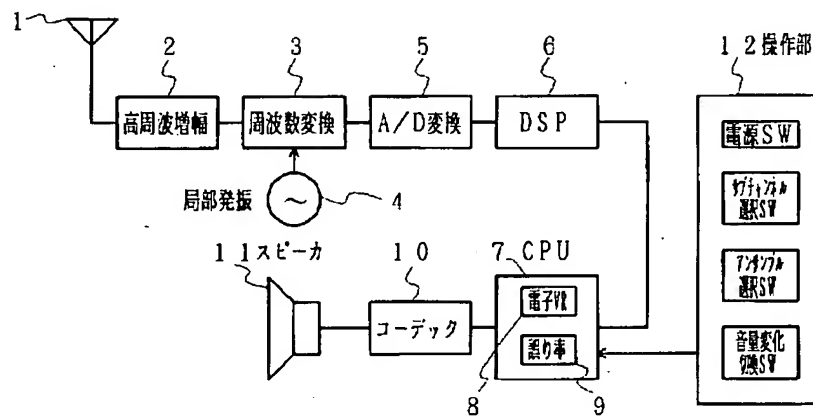 1
2
3
5
6
12操作部
高周波増幅
周波数変換
A/D変換
DSP
電源SW
局部発振
~
4
サブチャンネル
選択SW
11スピーカ
10
7 CPU
アンサンブル
選択SW
コーデック
電子VR
誤り率
音量変化
切換SW
8
9